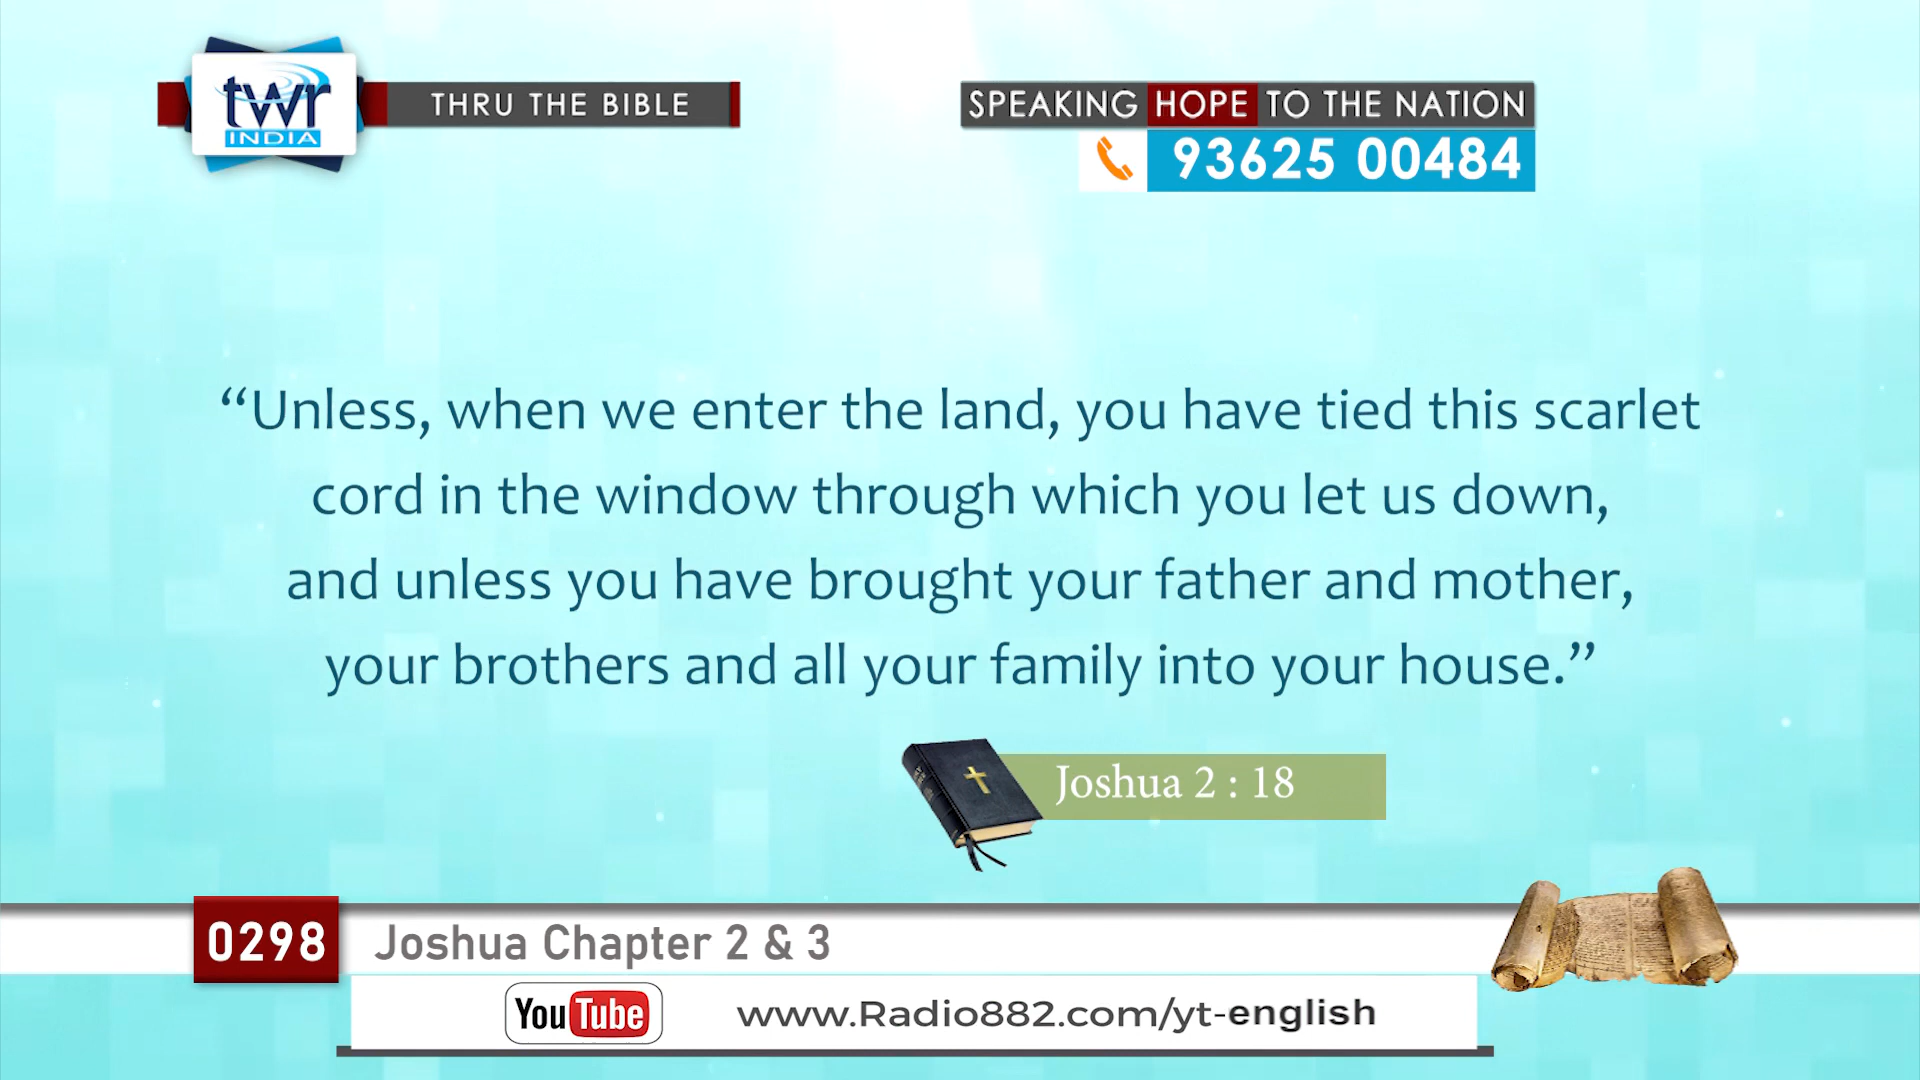 twr
INDIA
THRU THE BIBLE
SPEAKING HOPE TO THE NATION
93625 00484
“Unless, when we enter the land, you have tied this scarlet
cord in the window through which you let us down,
and unless you have brought your father and mother,
your brothers and all your family into your house.”
Joshua 2 : 18
0298
Joshua Chapter 2 & 3
YouTube
www.Radio882.com/yt-english